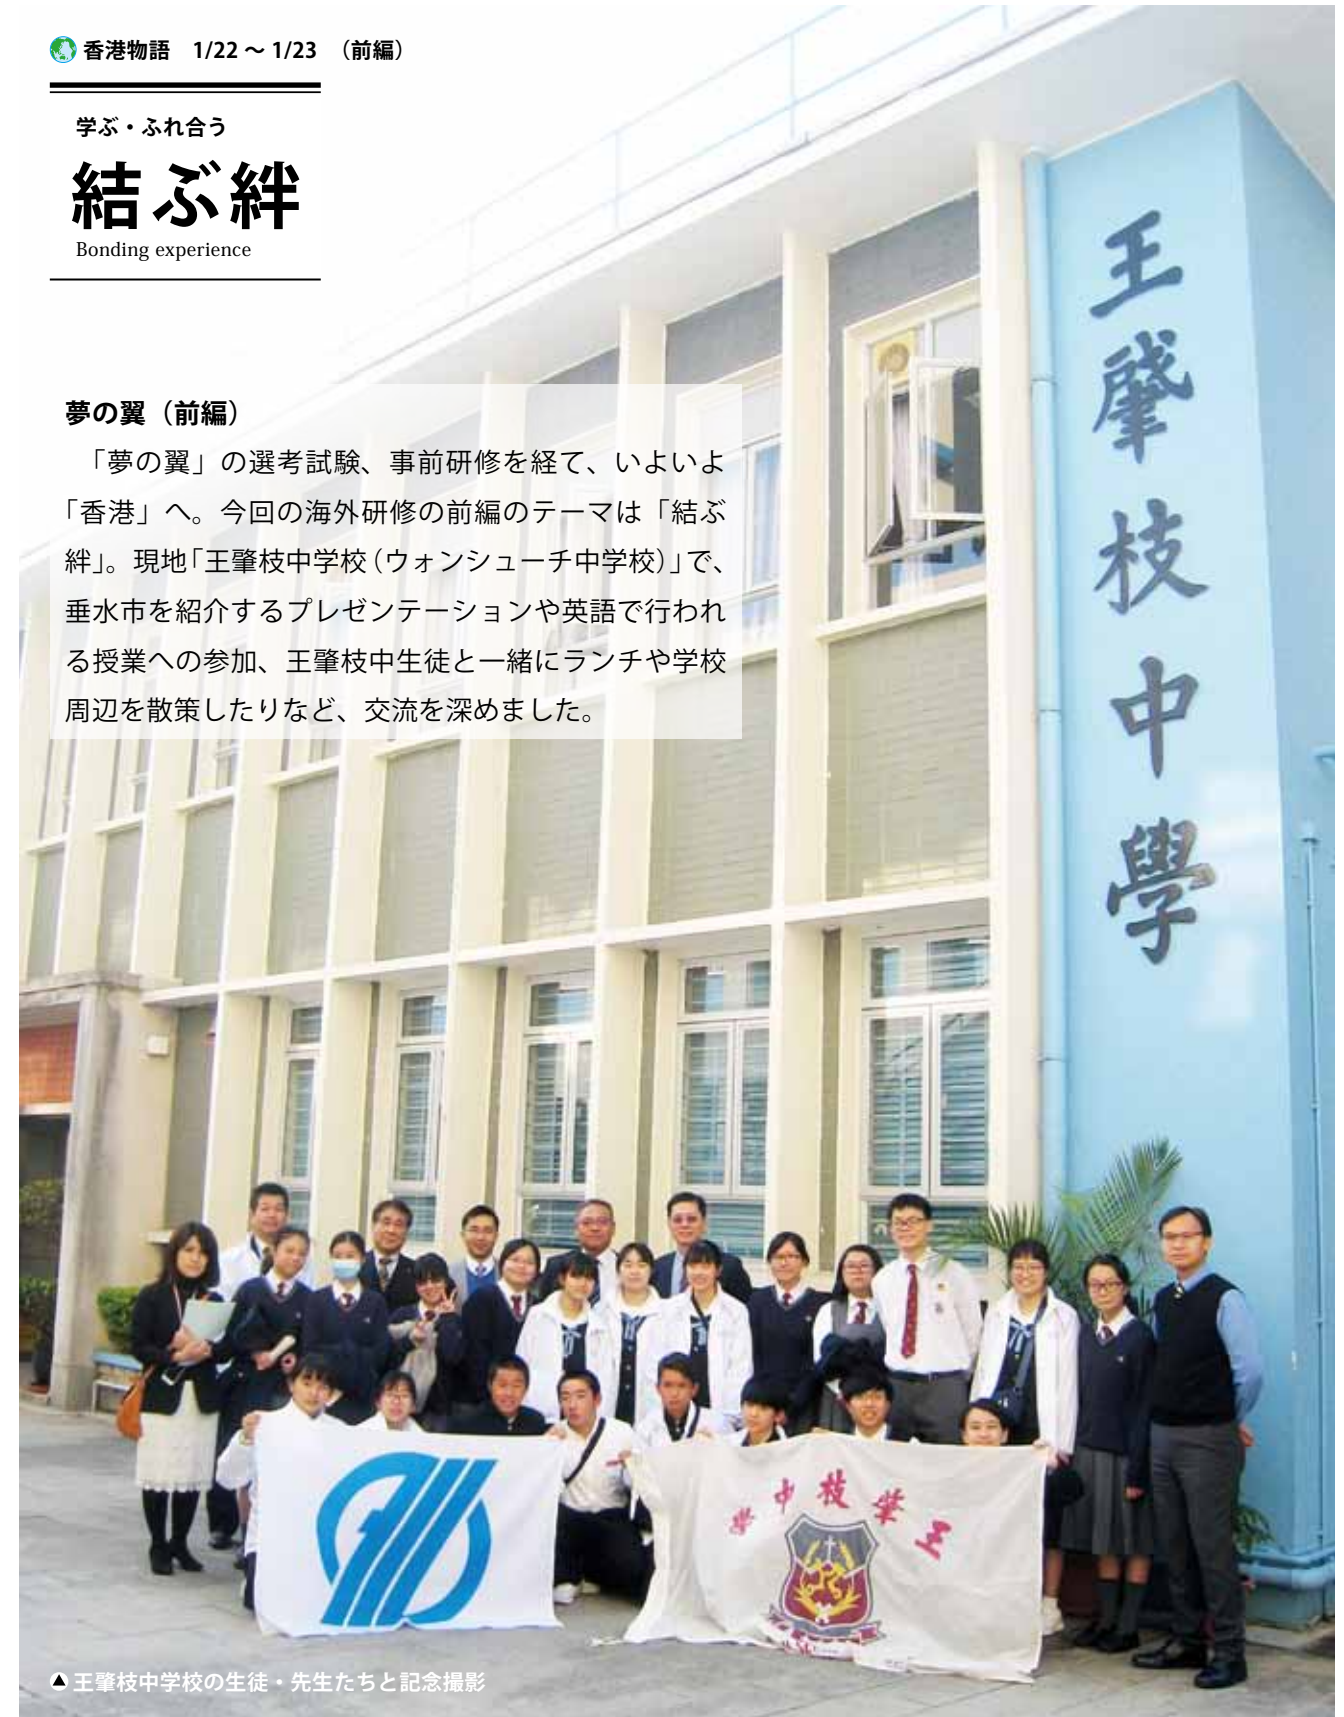 香港物語　1/22 ～ 1/23　（前編）
学ぶ・ふれ合う
結ぶ絆
Bonding experience
夢の翼（前編）
　「夢の翼」の選考試験、事前研修を経て、いよいよ
「香港」へ。今回の海外研修の前編のテーマは「結ぶ
絆」。現地「王肇枝中学校（ウォンシューチ中学校）」で、
垂水市を紹介するプレゼンテーションや英語で行われ
る授業への参加、王肇枝中生徒と一緒にランチや学校
周辺を散策したりなど、交流を深めました。
王肇枝中學
學中枝肇王
▲王肇枝中学校の生徒・先生たちと記念撮影